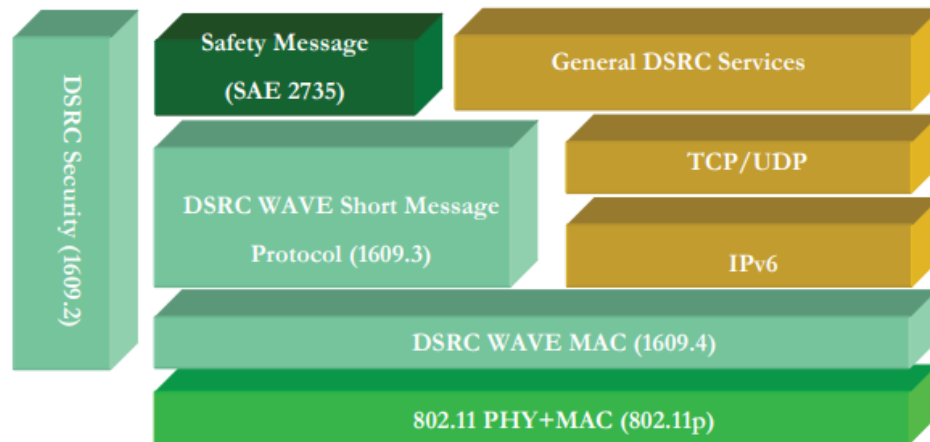 DSRC Security (1609.2)
Safety Message
(SAE 2735)
General DSRC Services
DSRC WAVE Short Message
Protocol (1609.3)
TCP/UDP
IPv6
DSRC WAVE MAC (1609.4)
802.11 PHY+MAC (802.11p)